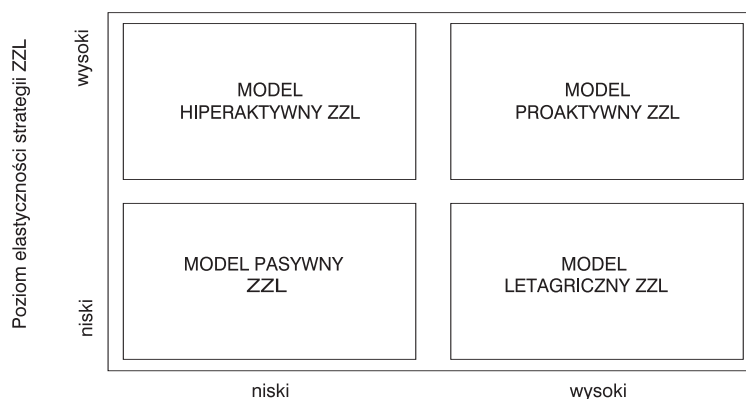 Poziom elastyczności strategii ZZL
wysoki
niski
MODEL
HIPERAKTYWNY ZZL
MODEL
PROAKTYWNY ZZL
MODEL PASYWNY
ZZL
MODEL
LETAGRICZNY ZZL
niski
wysoki